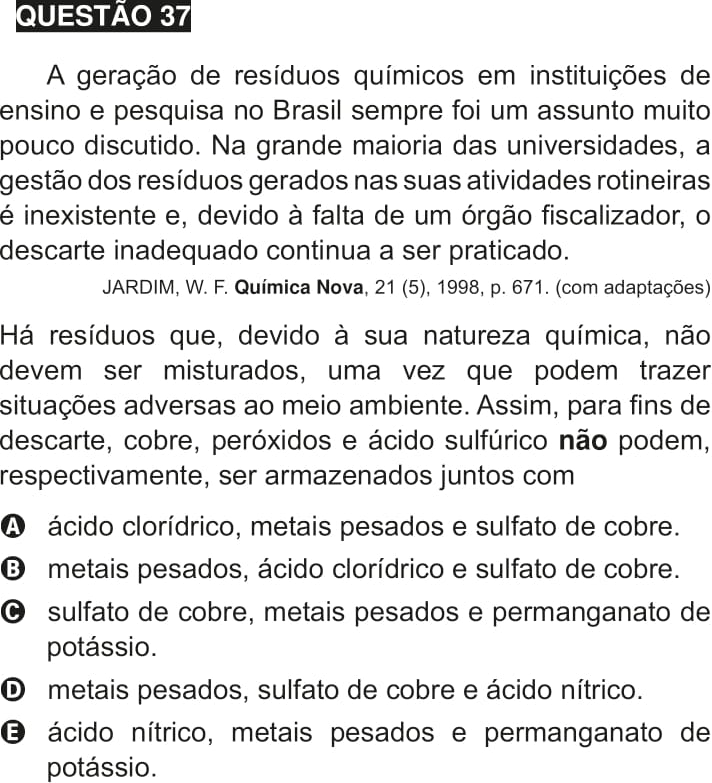 QUESTÃO 37
A geração de resíduos químicos em instituições de
ensino e pesquisa no Brasil sempre foi um assunto muito
pouco discutido. Na grande maioria das universidades, a
gestão dos resíduos gerados nas suas atividades rotineiras
é inexistente e, devido à falta de um órgão fiscalizador, o
descarte inadequado continua a ser praticado.
JARDIM, W. F. Química Nova, 21 (5), 1998, p. 671. (com adaptações)
Há resíduos que, devido à sua natureza química, não
devem ser misturados, uma vez que podem trazer
situações adversas ao meio ambiente. Assim, para fins de
descarte, cobre, peróxidos e ácido sulfúrico não podem,
respectivamente, ser armazenados juntos com
A ácido clorídrico, metais pesados e sulfato de cobre.
B metais pesados, ácido clorídrico e sulfato de cobre.
C sulfato de cobre, metais pesados e permanganato de
potássio.
D metais pesados, sulfato de cobre e ácido nítrico.
E ácido nítrico, metais pesados e permanganato de
potássio.